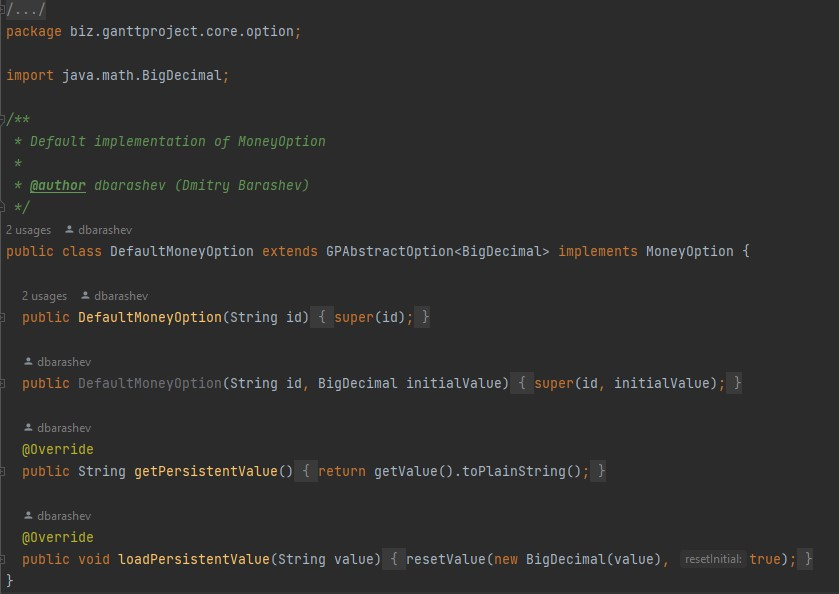 /.../
package biz.ganttproject.core.option;
import java.math.BigDecimal;
/**
* Default implementation of MoneyOption
*
* @author dbarashev (Dmitry Barashev)
*/
2 usages dbarashev
public class DefaultMoneyOption extends GPAbstractOption<BigDecimal> implements MoneyOption {
2 usages dbarashev
public DefaultMoneyOption(String id) { super(id); }
dbarashev
public DefaultMoneyOption(String id, BigDecimal initialValue) { super(id, initialValue); }
dbarashev
@Override
public String getPersistentValue() { return getValue().toPlainString(); }
dbarashev
@Override
public void loadPersistentValue(String value) { resetValue(new BigDecimal(value), resetInitial: true); }
}